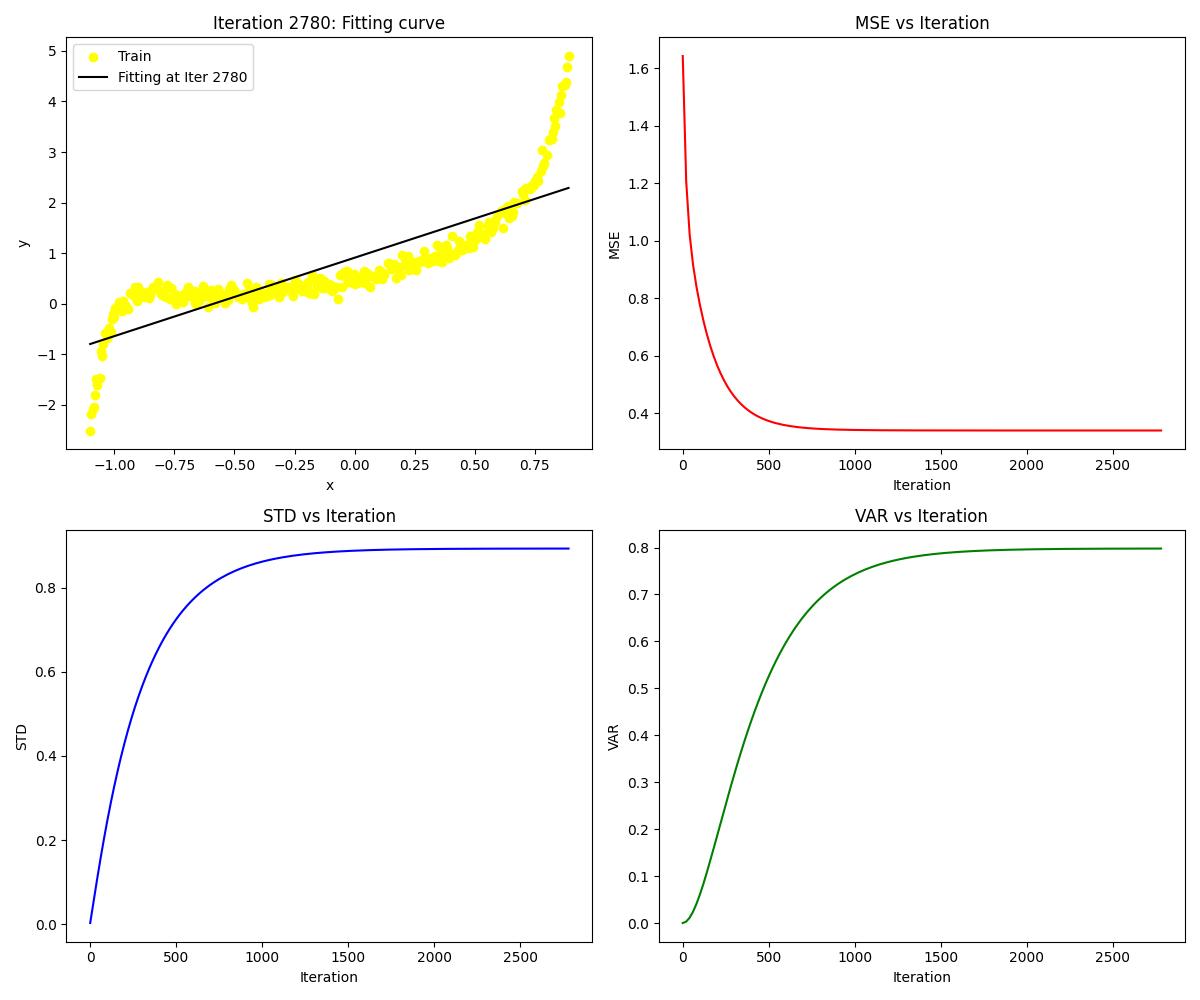 Iteration 2780: Fitting curve
Train
Fitting at Iter 2780
5
4
3
2
1
0
−1
−2
y
−1.00 −0.75 −0.50 −0.25 0.00 0.25 0.50 0.75
x
MSE vs Iteration
1.6
1.4
1.2
1.0
0.8
0.6
0.4
MSE
0 500 1000 1500 2000 2500
Iteration
STD vs Iteration
0.8
0.6
0.4
0.2
0.0
STD
0 500 1000 1500 2000 2500
Iteration
VAR vs Iteration
0.8
0.7
0.6
0.5
0.4
0.3
0.2
0.1
0.0
VAR
0 500 1000 1500 2000 2500
Iteration